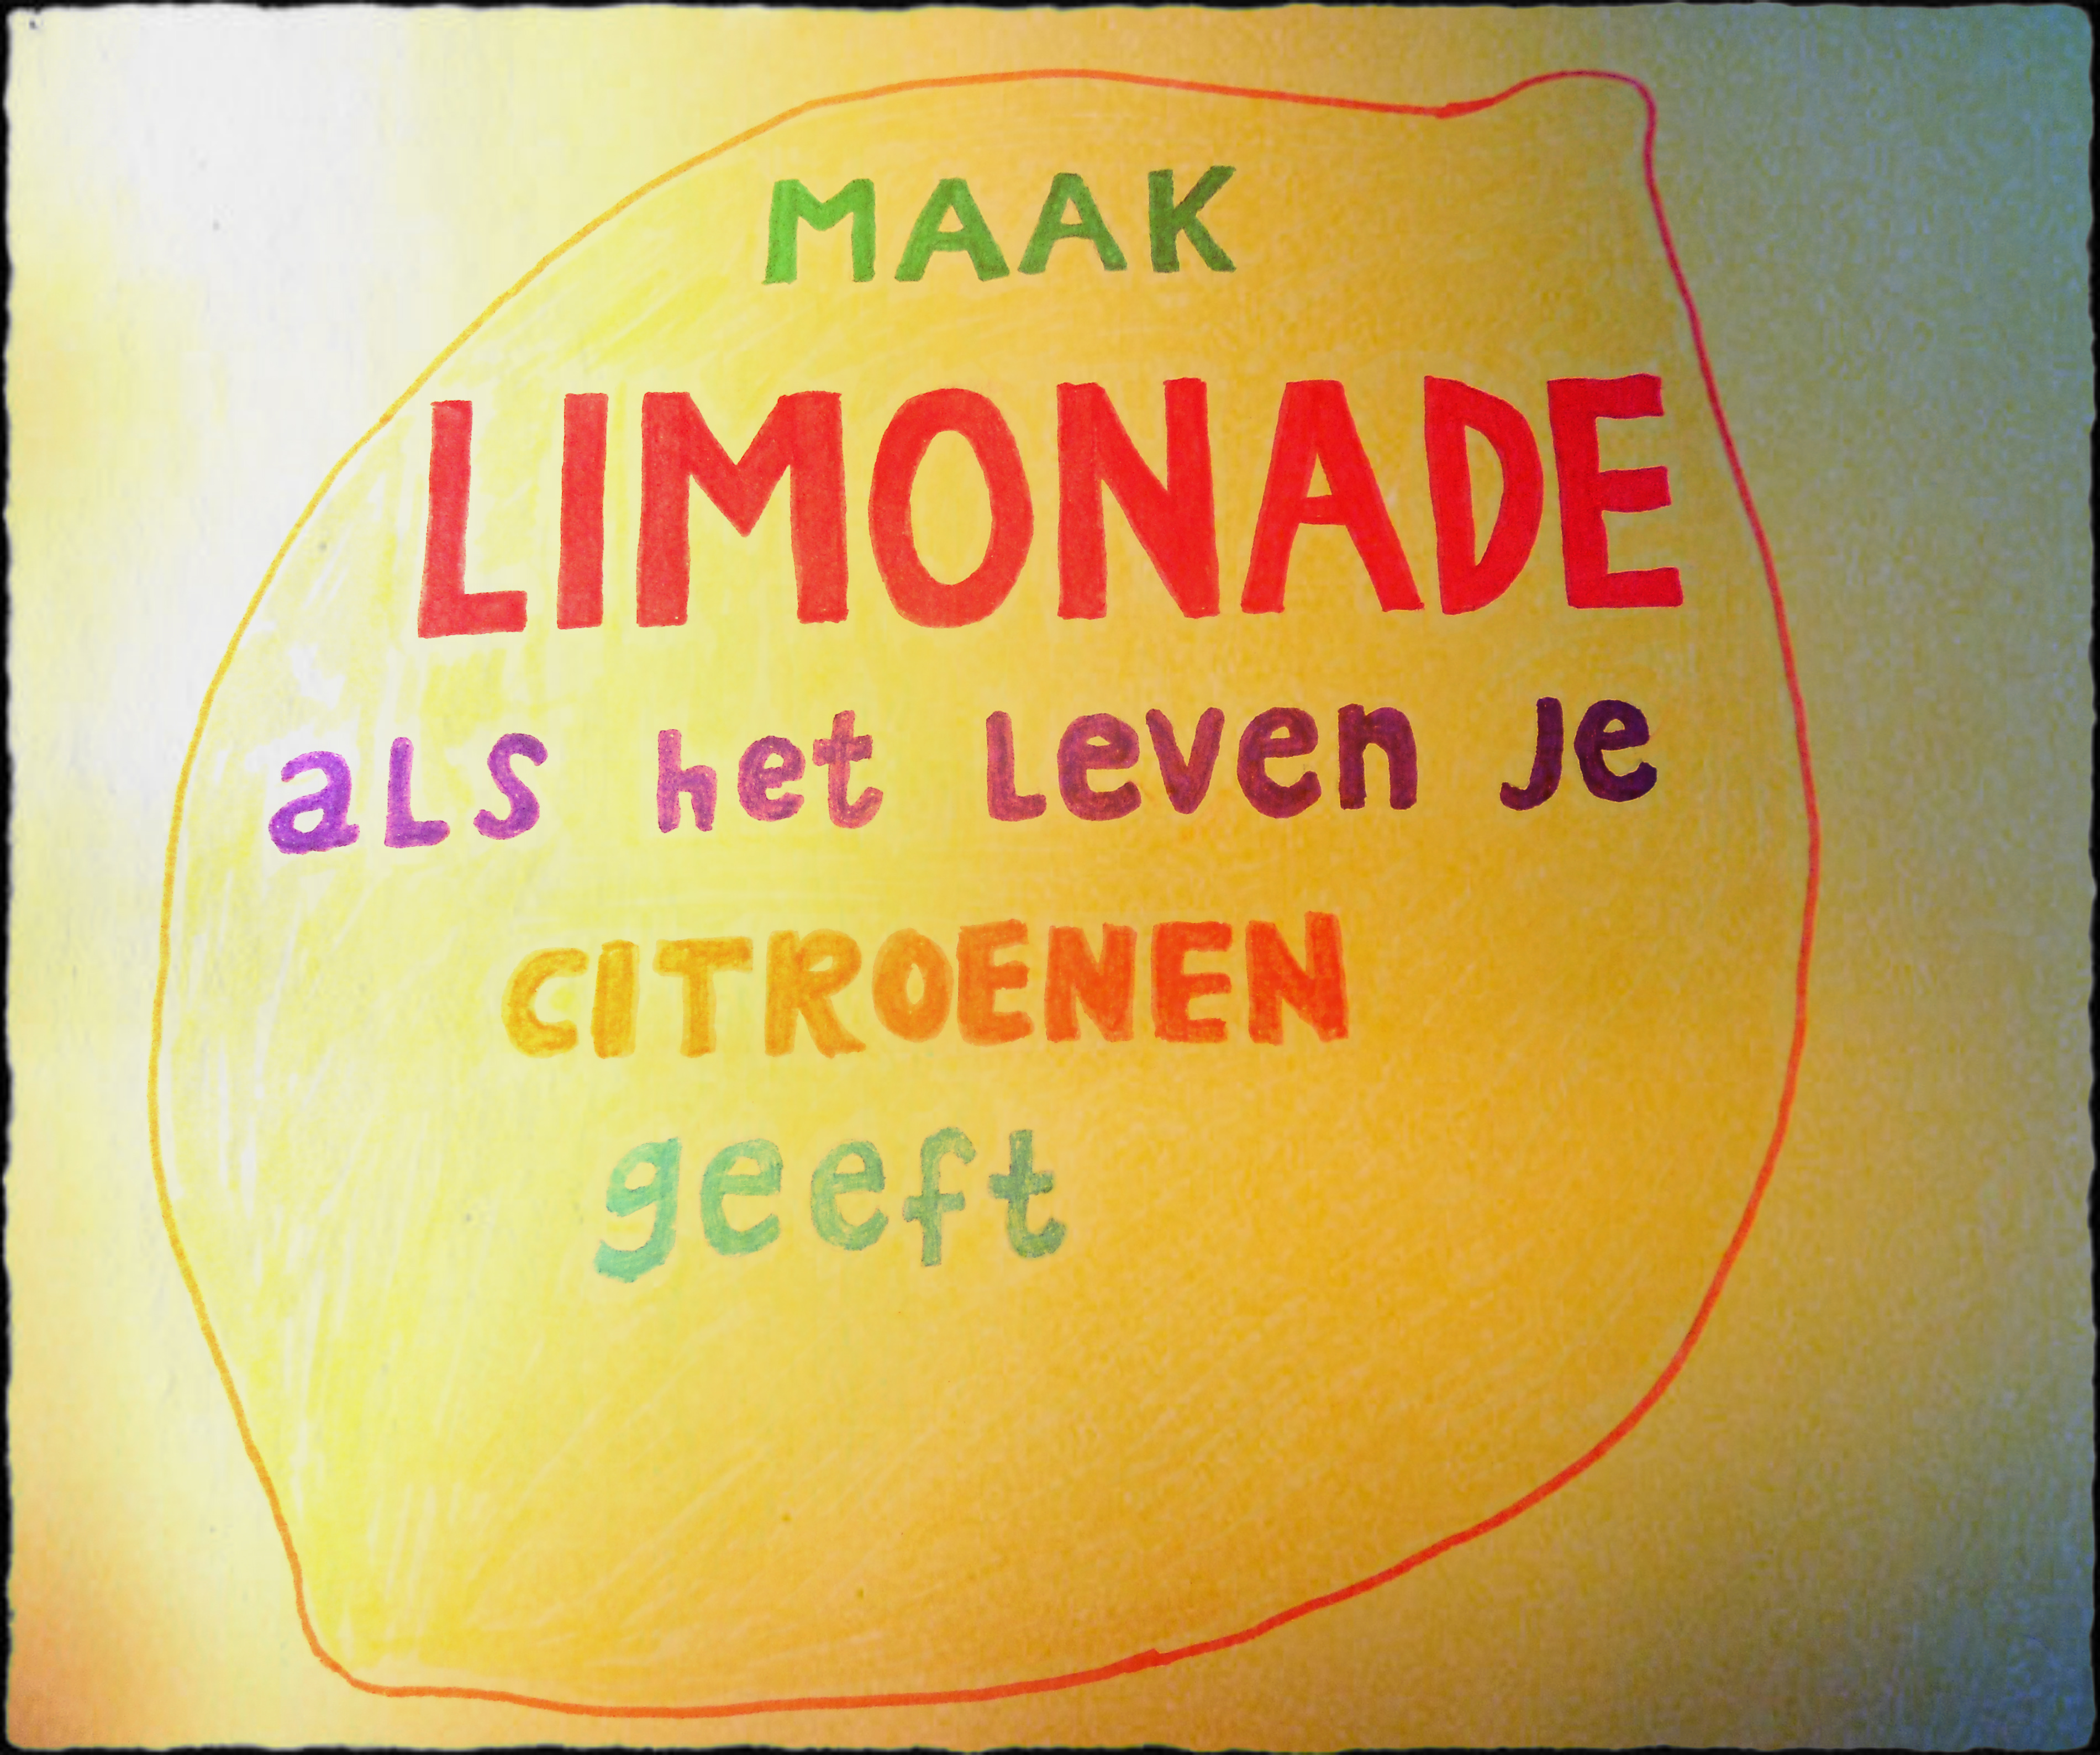 MAAK
LIMONADE
als het Leven je
CITROENEN
geeft